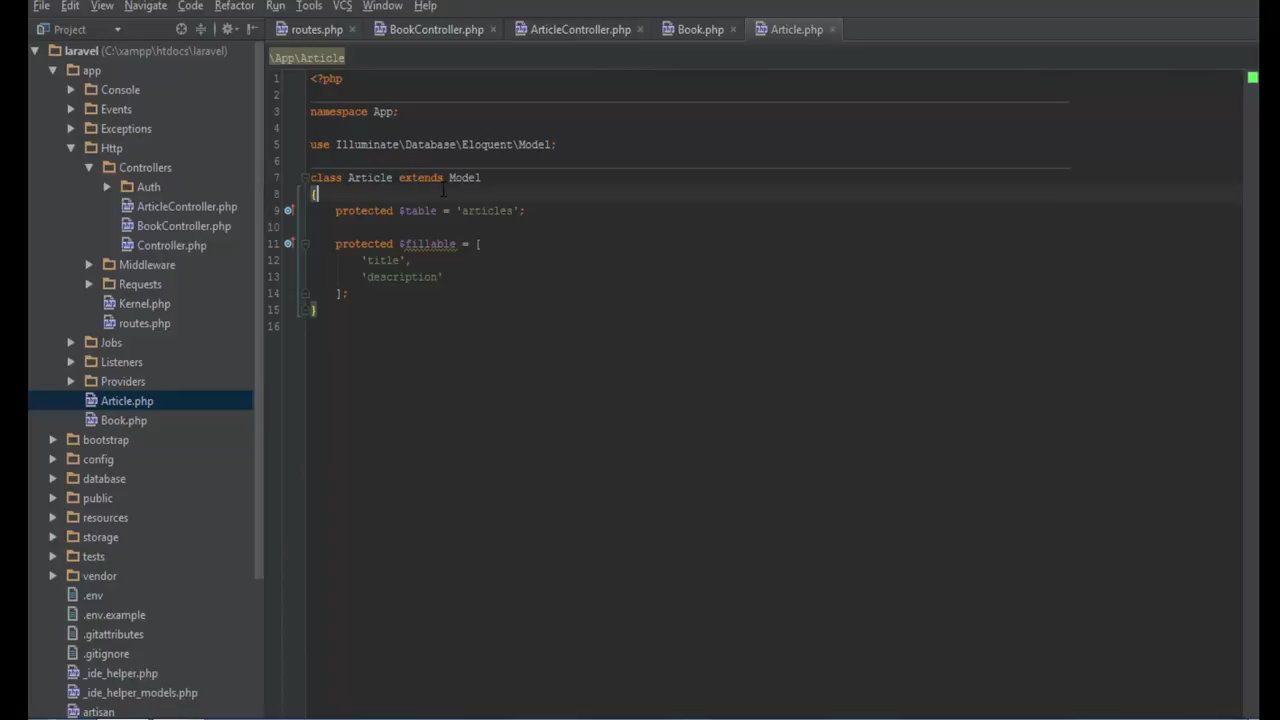 File Edit View Navigate Code Refactor Run Tools VCS Window Help
Project
routes.php BookController.php ArticleController.php Book.php Article.php
laravel (C:\xampp\htdocs\laravel)
app
Console
Events
Exceptions
Http
Controllers
Auth
ArticleController.php
BookController.php
Controller.php
Middleware
Requests
Kernel.php
routes.php
Jobs
Listeners
Providers
Article.php
Book.php
bootstrap
config
database
public
resources
storage
tests
vendor
.env
.env.example
.gitattributes
.gitignore
_ide_helper.php
_ide_helper_models.php
artisan
\App\Article
1 <?php
2
3 namespace App;
4
5 use Illuminate\Database\Eloquent\Model;
6
7 class Article extends Model
8 {
9 protected $table = 'articles';
10
11 protected $fillable = [
12 'title',
13 'description'
14 ];
15 }
16